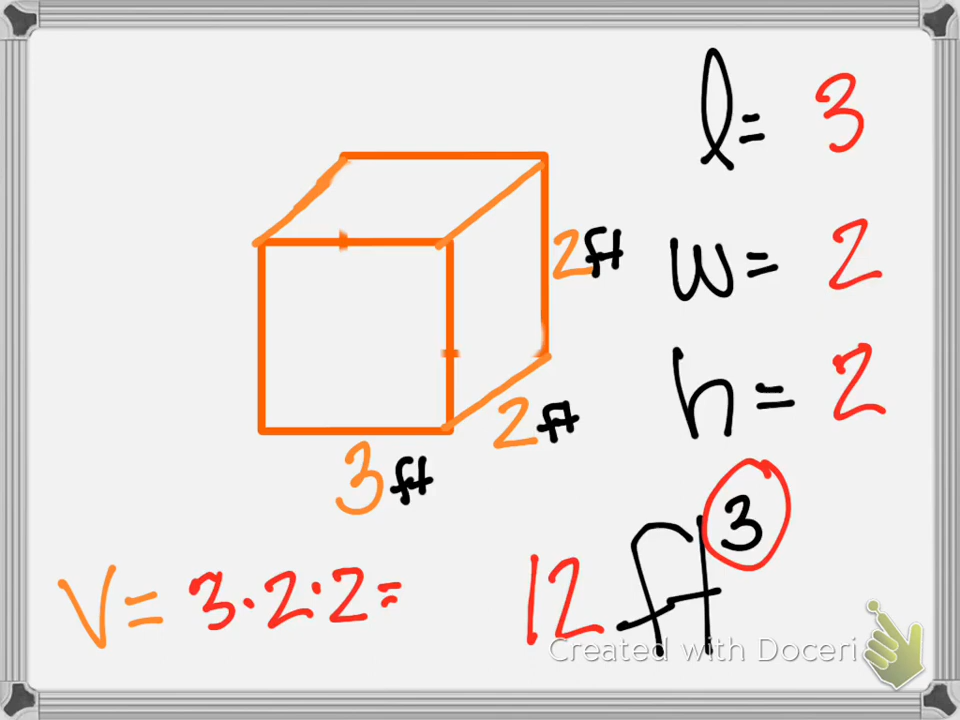 l= 3
2ft
w= 2
h= 2
2ft
3ft
V= 3·2·2= 12 ft³
Created with Doceri